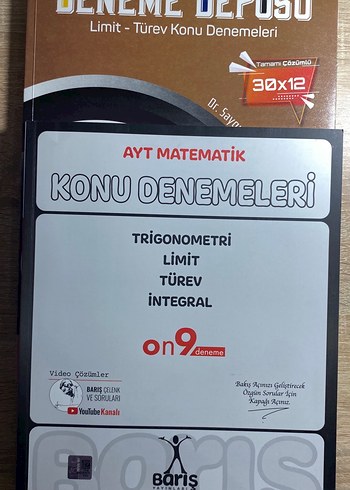 DENEME DEPOSU
Limit - Türev Konu Denemeleri
Tamamı Çözümlü
30x12
AYT MATEMATİK
KONU DENEMELERİ
TRİGONOMETRİ
LİMİT
TÜREV
İNTEGRAL
on9
deneme
Video Çözümler
BARIŞ ÇELENK
VE SORULARI
YouTube Kanalı
Bakış Açınızı Geliştirecek
Özgün Sorular İçin
Kapağı Açınız.
Barış
YAYINLARI
BARIŞ